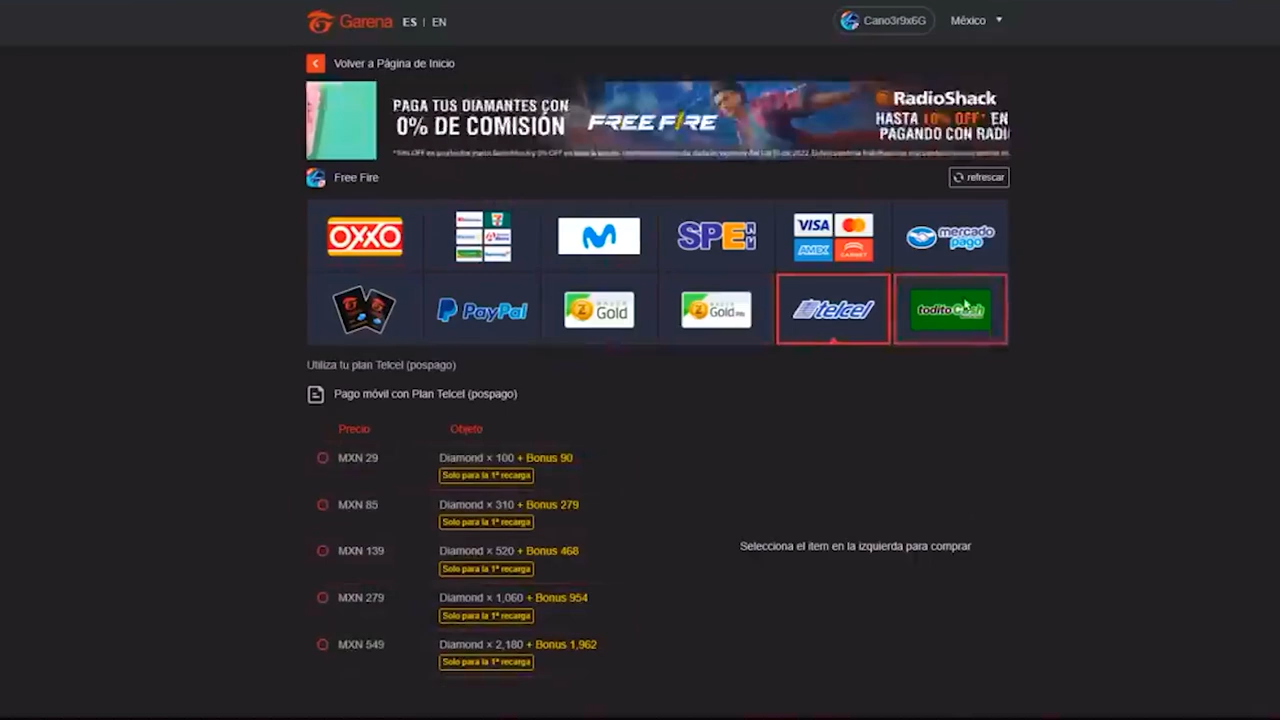 Garena ES | EN
Cano3r9x6G
México
Volver a Página de Inicio
PAGA TUS DIAMANTES CON
0% DE COMISIÓN
FREE FIRE
RadioShack
HASTA 10% OFF* EN
PAGANDO CON RADI
Free Fire
refrescar
OXXO
SPEI
VISA
AMEX
CARNET
mercado
pago
PayPal
Gold
Gold
telcel
todito Cash
Utiliza tu plan Telcel (pospago)
Pago móvil con Plan Telcel (pospago)
Precio Objeto
MXN 29 Diamond × 100 + Bonus 90
Solo para la 1ª recarga
MXN 85 Diamond × 310 + Bonus 279
Solo para la 1ª recarga
MXN 139 Diamond × 520 + Bonus 468
Solo para la 1ª recarga
MXN 279 Diamond × 1,060 + Bonus 954
Solo para la 1ª recarga
MXN 549 Diamond × 2,180 + Bonus 1,962
Solo para la 1ª recarga
Selecciona el item en la izquierda para comprar